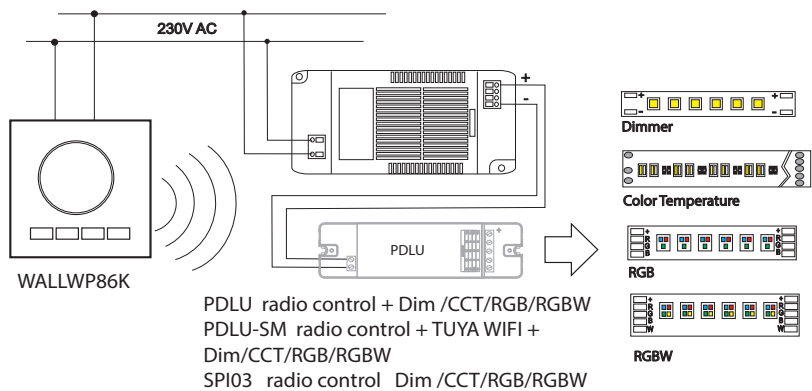 230V AC
+
-
+ +
- -
Dimmer
Color Temperature
PDLU
+
WALLWP86K
+ +
R R
G G
B B
RGB
+ +
R R
G G
B B
W W
RGBW
PDLU radio control + Dim /CCT/RGB/RGBW
PDLU-SM radio control + TUYA WIFI +
Dim/CCT/RGB/RGBW
SPI03 radio control Dim /CCT/RGB/RGBW